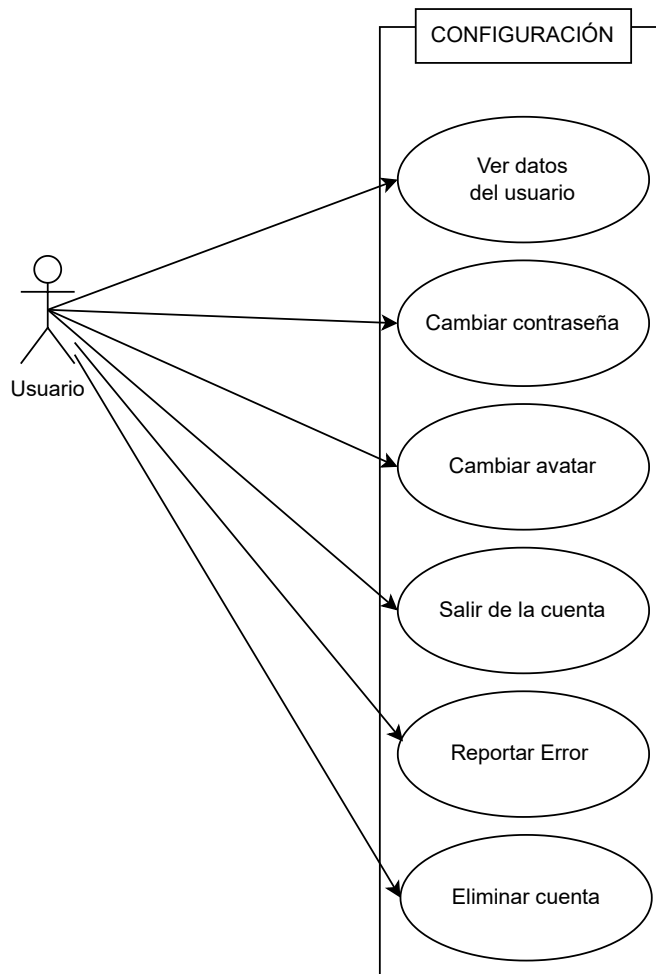 CONFIGURACIÓN
Ver datos
del usuario
Usuario
Cambiar contraseña
Cambiar avatar
Salir de la cuenta
Reportar Error
Eliminar cuenta